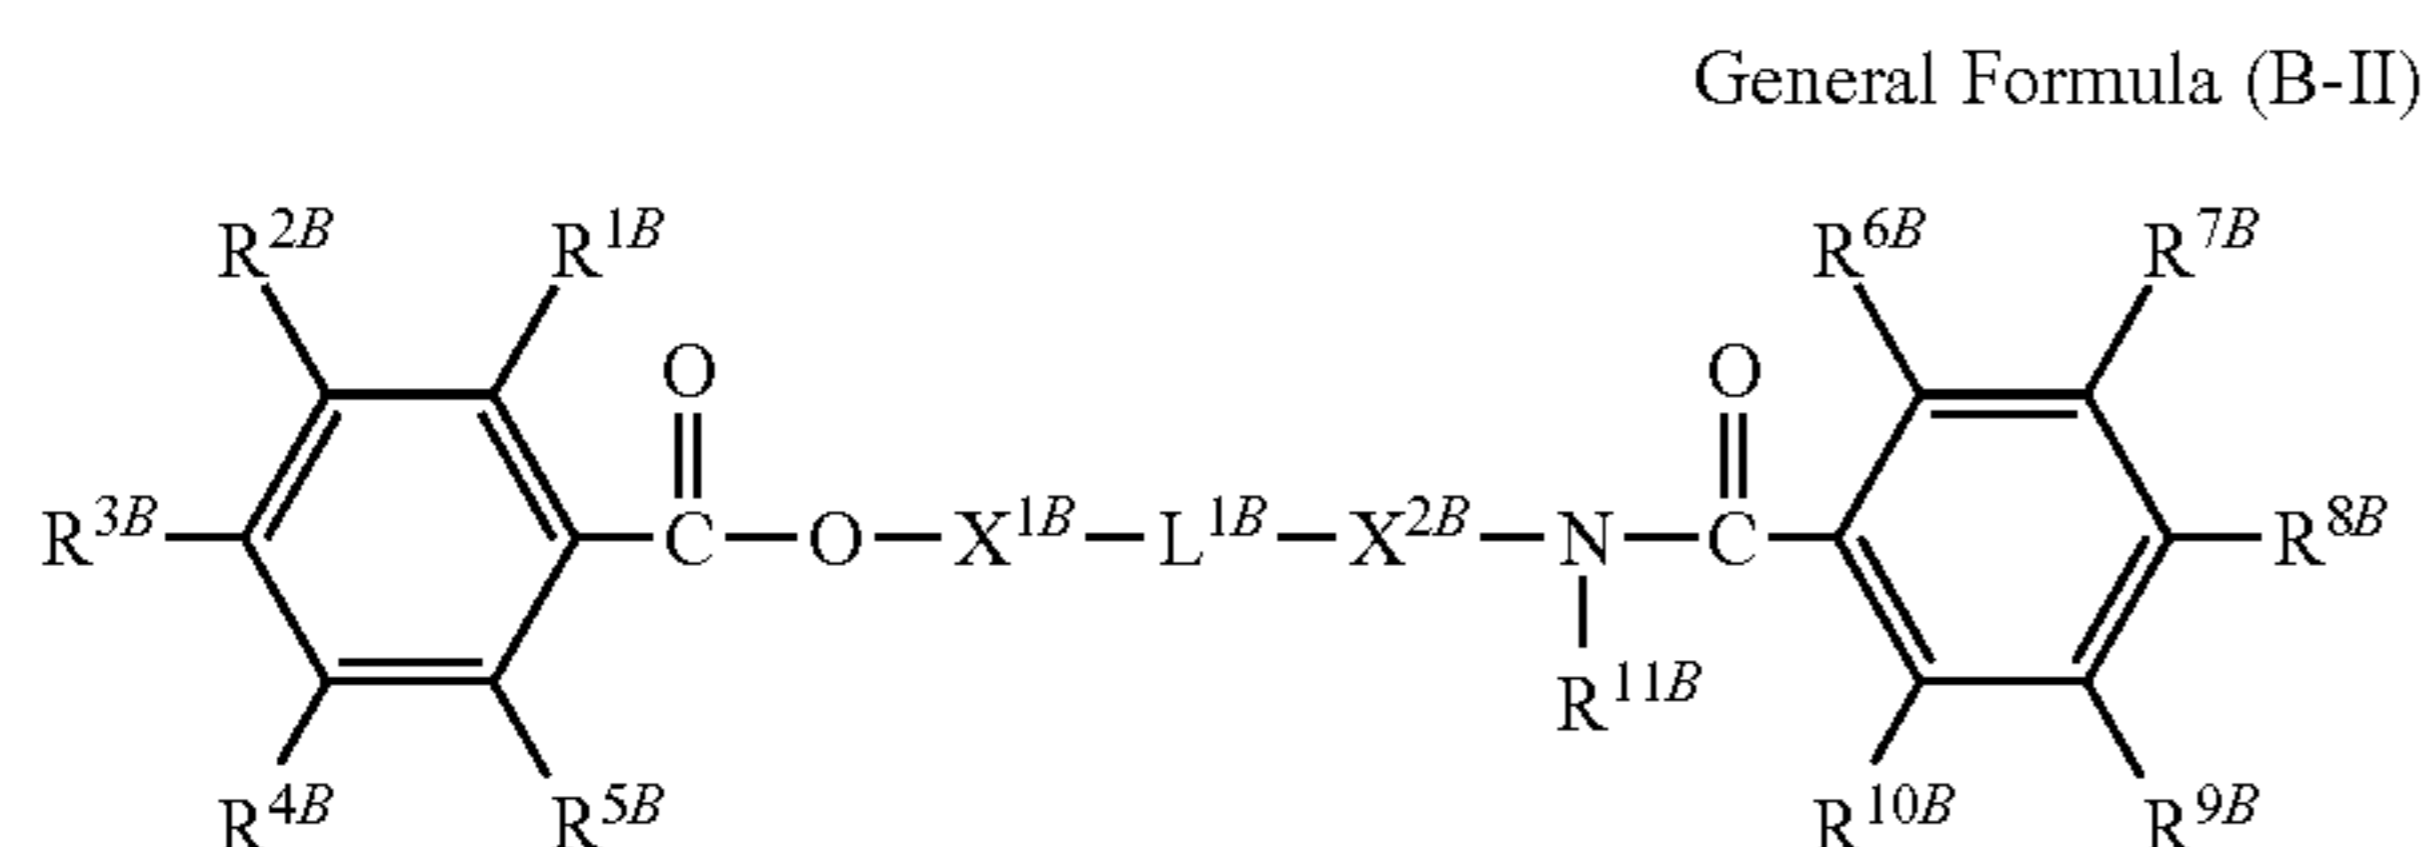 General Formula (B-II)
R2B R1B R6B R7B
O O
R3B C—O—X1B—L1B—X2B—N—C R8B
R11B
R4B R5B R10B R9B